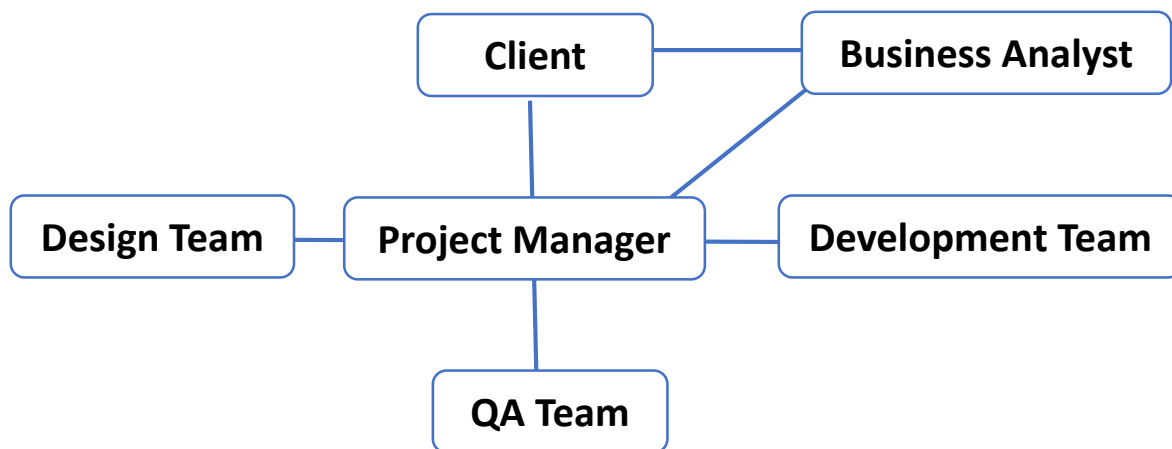 Client
Business Analyst
Design Team
Project Manager
Development Team
QA Team